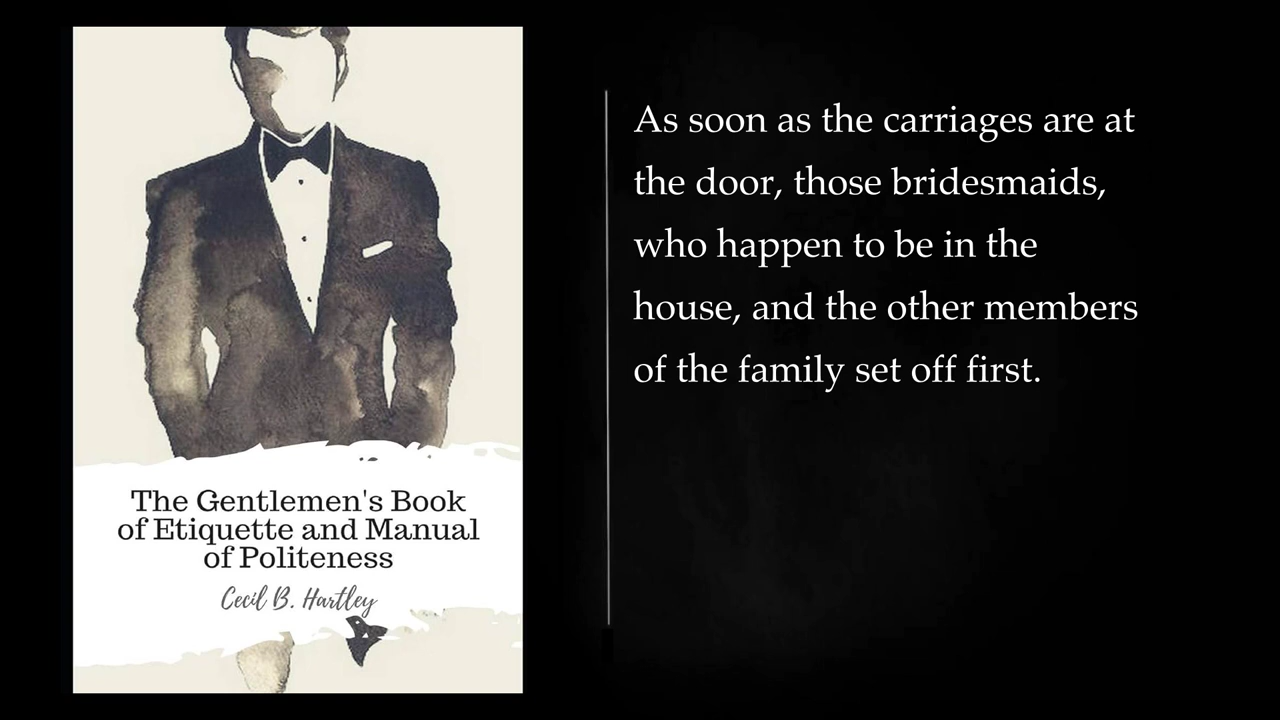 The Gentlemen's Book
of Etiquette and Manual
of Politeness
Cecil B. Hartley
As soon as the carriages are at
the door, those bridesmaids,
who happen to be in the
house, and the other members
of the family set off first.